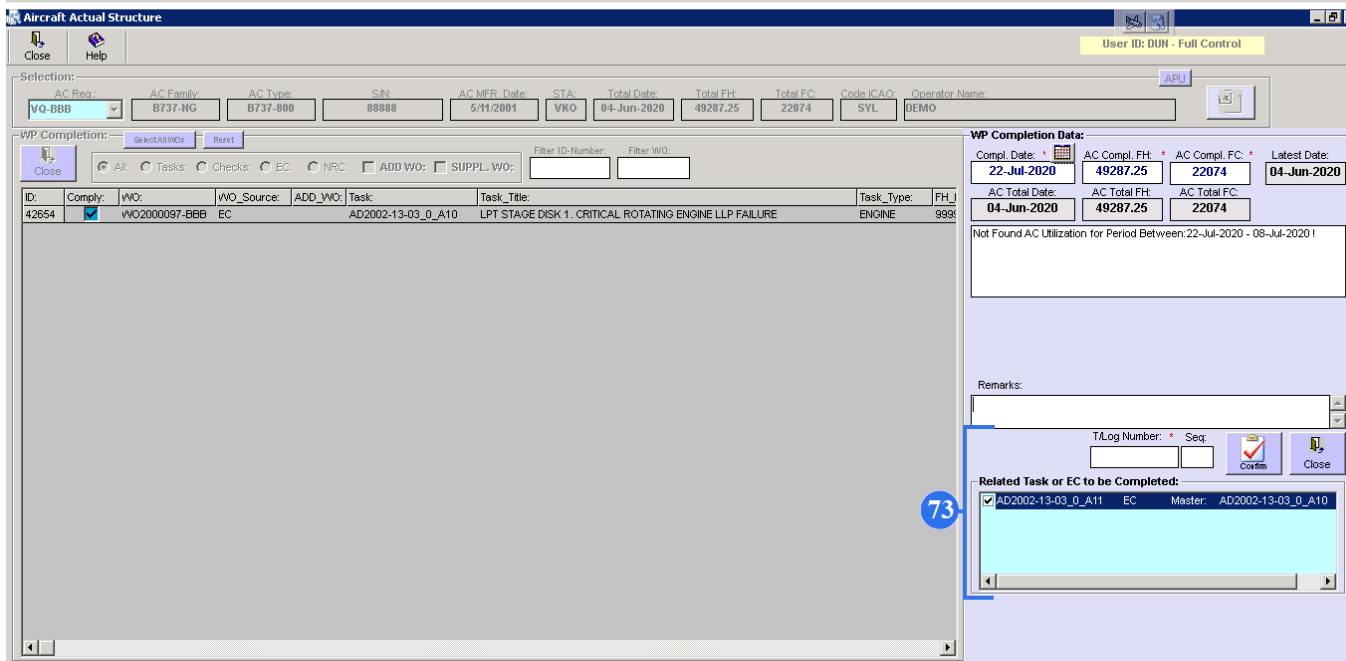 Aircraft Actual Structure
Close Help
User ID: DUN - Full Control
Selection:
APU
AC Reg.: AC Family: AC Type: S/N: AC MFR. Date: STA: Total Date: Total FH: Total FC: Code ICAO: Operator Name:
VQ-BBB B737-NG B737-800 88888 5/11/2001 VKO 04-Jun-2020 49287.25 22074 SYL DEMO
WP Completion: SelectAllWOs Reset
Close All: Tasks: Checks: EC: NRC: ADD WO: SUPPL. WO: Filter ID-Number: Filter WO:
ID: Comply: WO: WO_Source: ADD_WO: Task: Task_Title: Task_Type:
42654 WO2000097-BBB EC AD2002-13-03_0_A10 LPT STAGE DISK 1. CRITICAL ROTATING ENGINE LLP FAILURE ENGINE
WP Completion Data:
Compl. Date: * AC Compl. FH: * AC Compl. FC: * Latest Date:
22-Jul-2020 49287.25 22074 04-Jun-2020
AC Total Date: AC Total FH: AC Total FC:
04-Jun-2020 49287.25 22074
Not Found AC Utilization for Period Between:22-Jul-2020 - 08-Jul-2020 !
Remarks:
T/Log Number: * Seq:
Confirm Close
Related Task or EC to be Completed:
AD2002-13-03_0_A11 EC Master: AD2002-13-03_0_A10
73